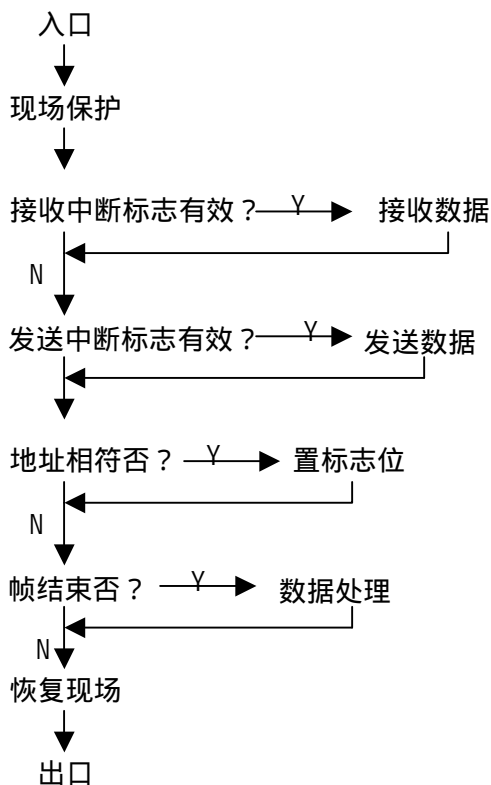 入口
现场保护
接收中断标志有效？ Y 接收数据
N
发送中断标志有效？ Y 发送数据
地址相符否？ Y 置标志位
N
帧结束否？ Y 数据处理
N
恢复现场
出口